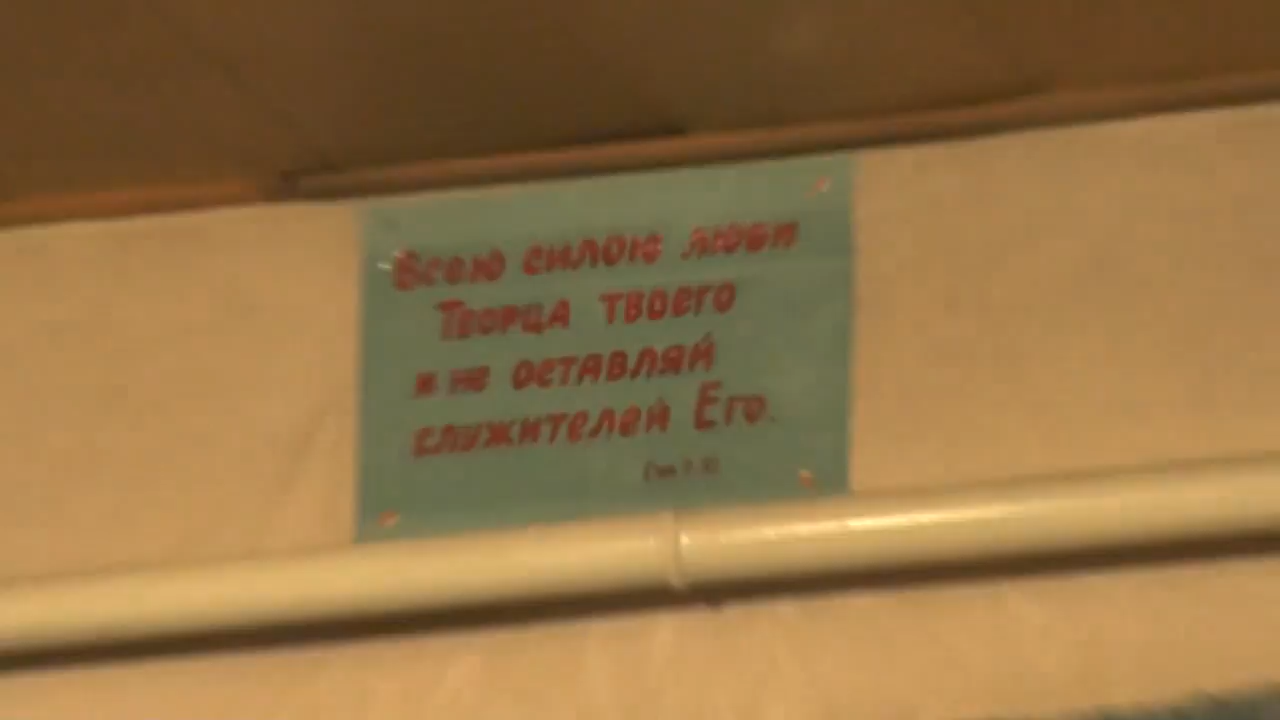 Всею силою люби
Творца твоего
и не оставляй
служителей Его.